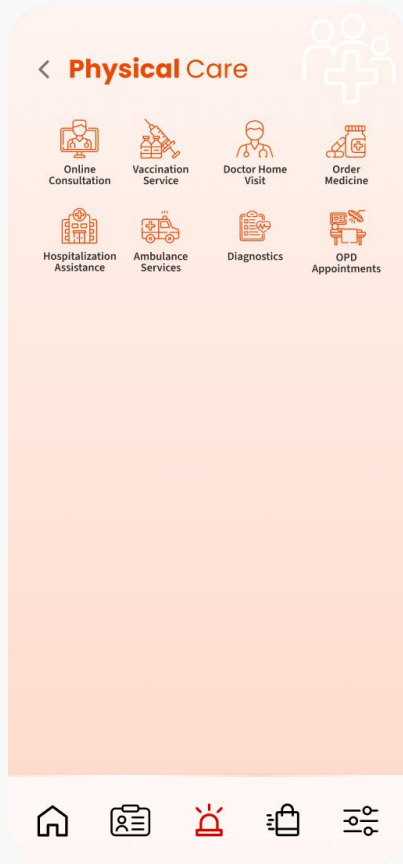 Physical Care
Online
Consultation
Vaccination
Service
Doctor Home
Visit
Order
Medicine
Hospitalization
Assistance
Ambulance
Services
Diagnostics
OPD
Appointments